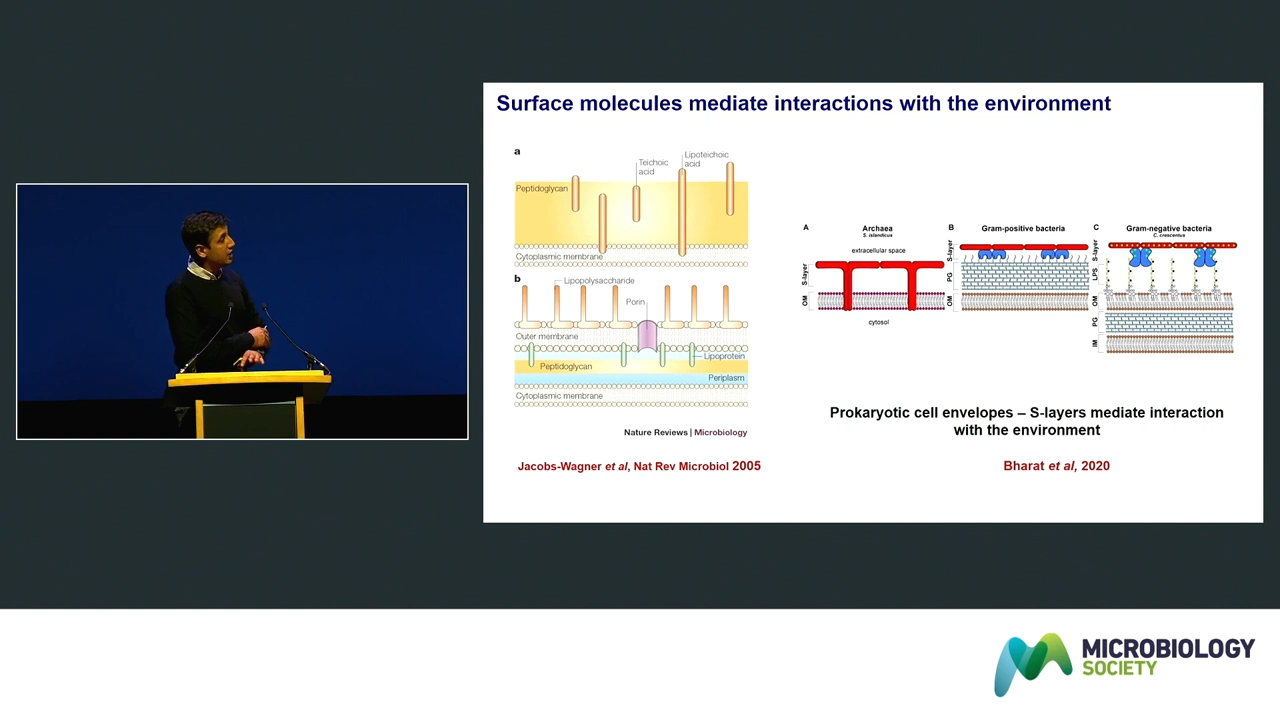 Surface molecules mediate interactions with the environment
a
Teichoic
acid
Lipoteichoic
acid
Peptidoglycan
Cytoplasmic membrane
b
Lipopolysaccharide
Porin
Outer membrane
Lipoprotein
Peptidoglycan
Periplasm
Cytoplasmic membrane
Nature Reviews | Microbiology
Jacobs-Wagner et al, Nat Rev Microbiol 2005
A
Archaea
S. islandicus
extracellular space
S-layer
OM
cytosol
B
Gram-positive bacteria
S-layer
PG
OM
C
Gram-negative bacteria
C. crescentus
S-layer
LPS
OM
PG
IM
Prokaryotic cell envelopes – S-layers mediate interaction
with the environment
Bharat et al, 2020
MICROBIOLOGY
SOCIETY